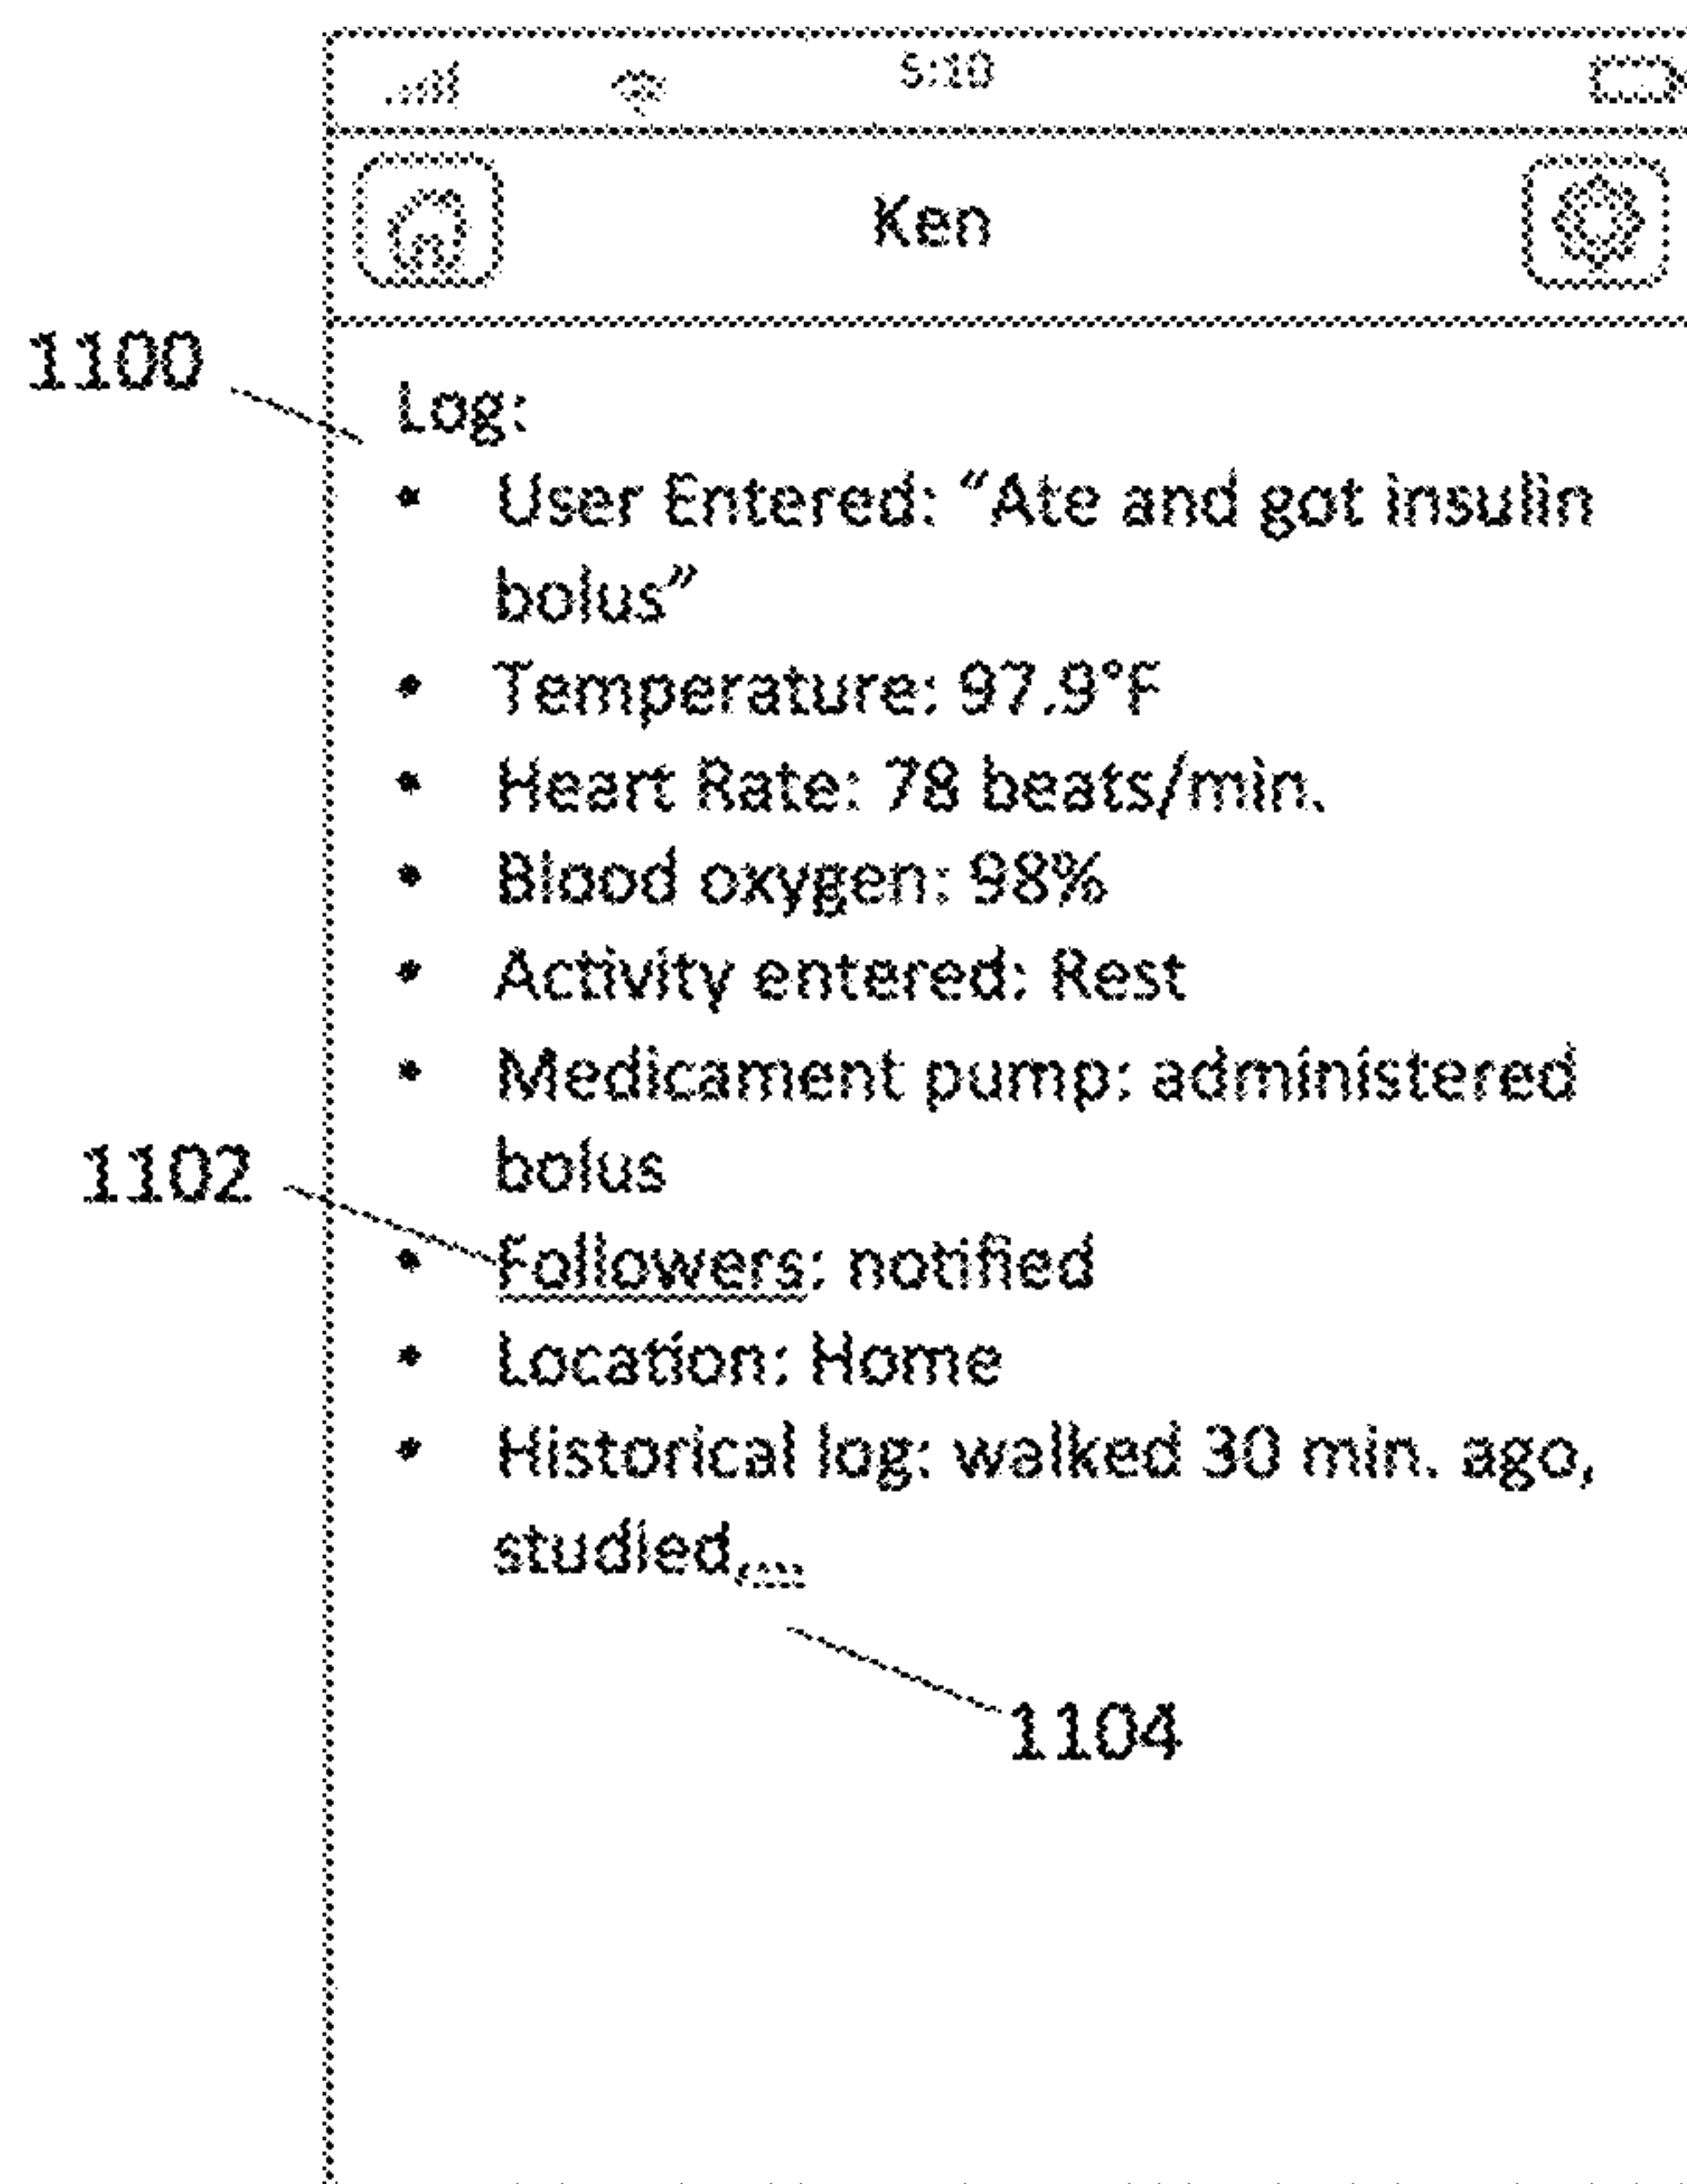 5:10
Ken
1100
Log:
• User Entered: “Ate and got insulin
bolus”
• Temperature: 97.9°F
• Heart Rate: 78 beats/min.
• Blood oxygen: 98%
• Activity entered: Rest
• Medicament pump: administered
bolus
1102
• Followers: notified
• Location: Home
• Historical log: walked 30 min. ago,
studied,...
1104